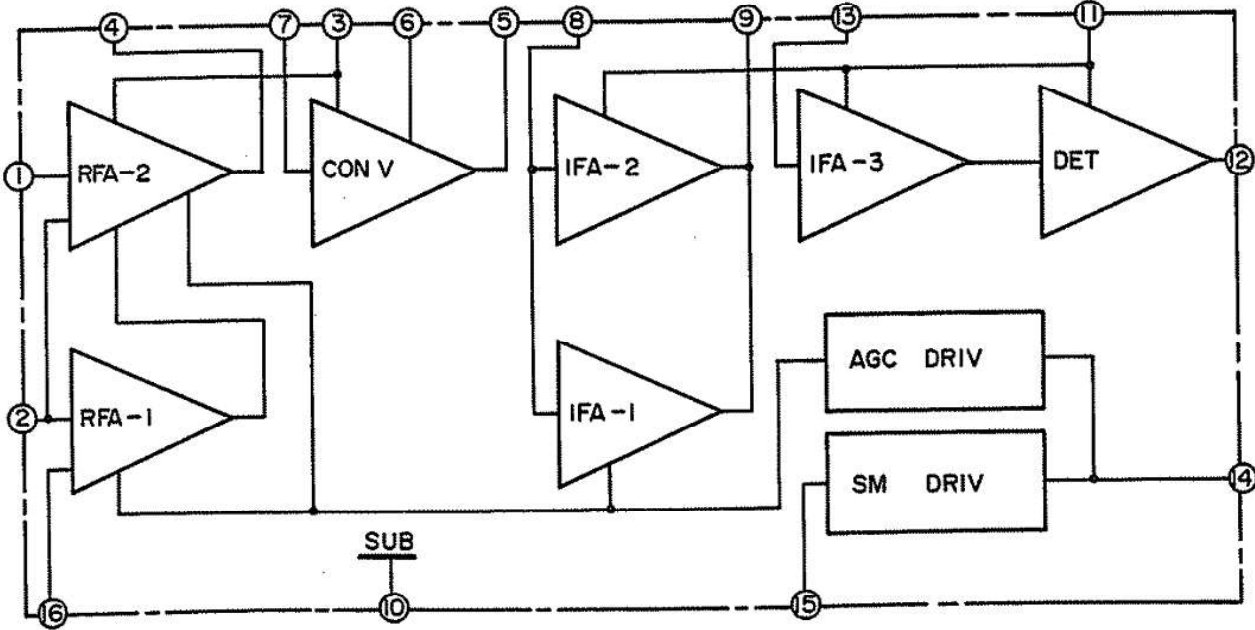 4 7 3 6 5 8 9 13 11
1 RFA-2 CON V IFA-2 IFA-3 DET 12
AGC DRIV
2 RFA-1 IFA-1
SM DRIV 14
SUB
16 10 15